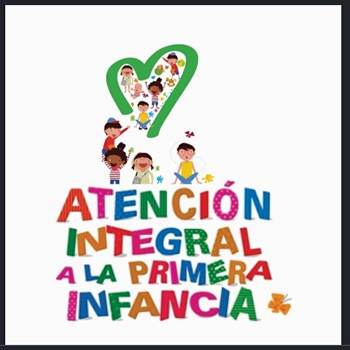 ATENCIÓN
INTEGRAL
A LA PRIMERA
INFANCIA